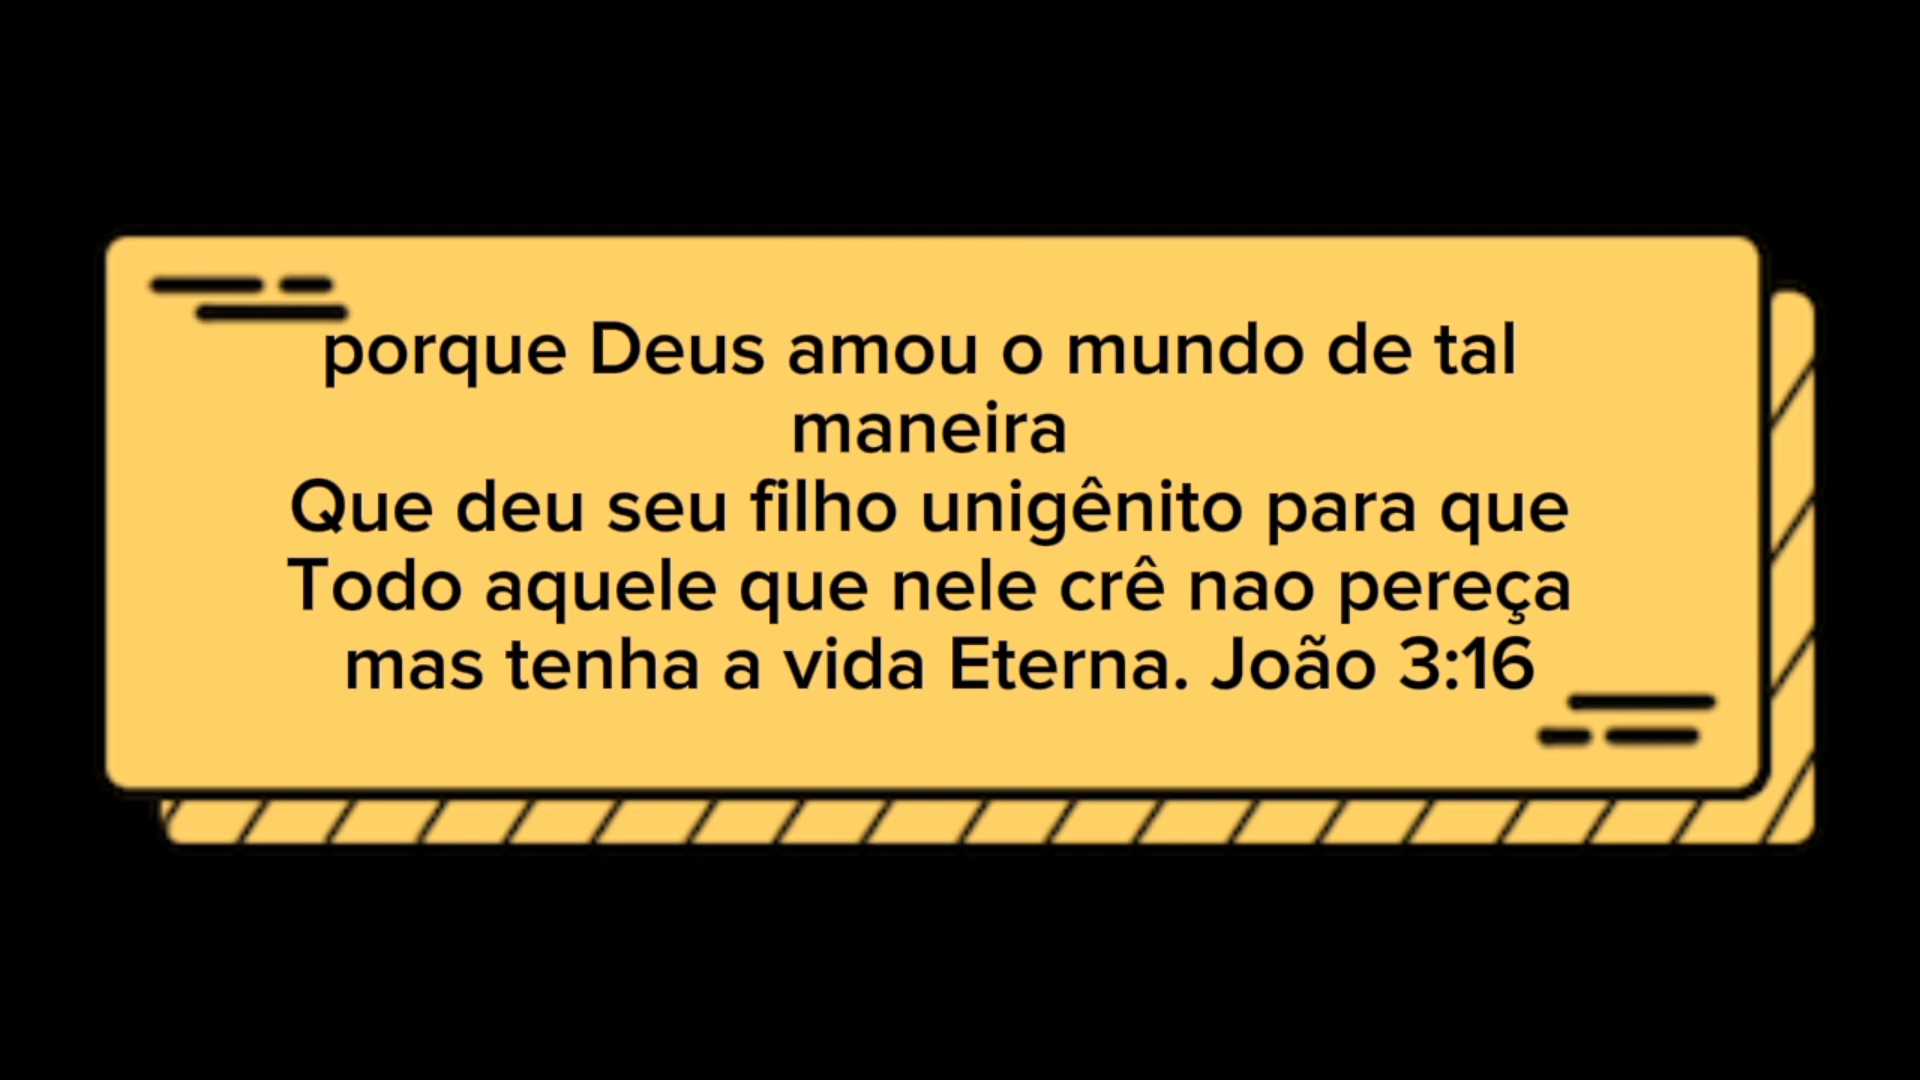 porque Deus amou o mundo de tal
maneira
Que deu seu filho unigênito para que
Todo aquele que nele crê nao pereça
mas tenha a vida Eterna. João 3:16